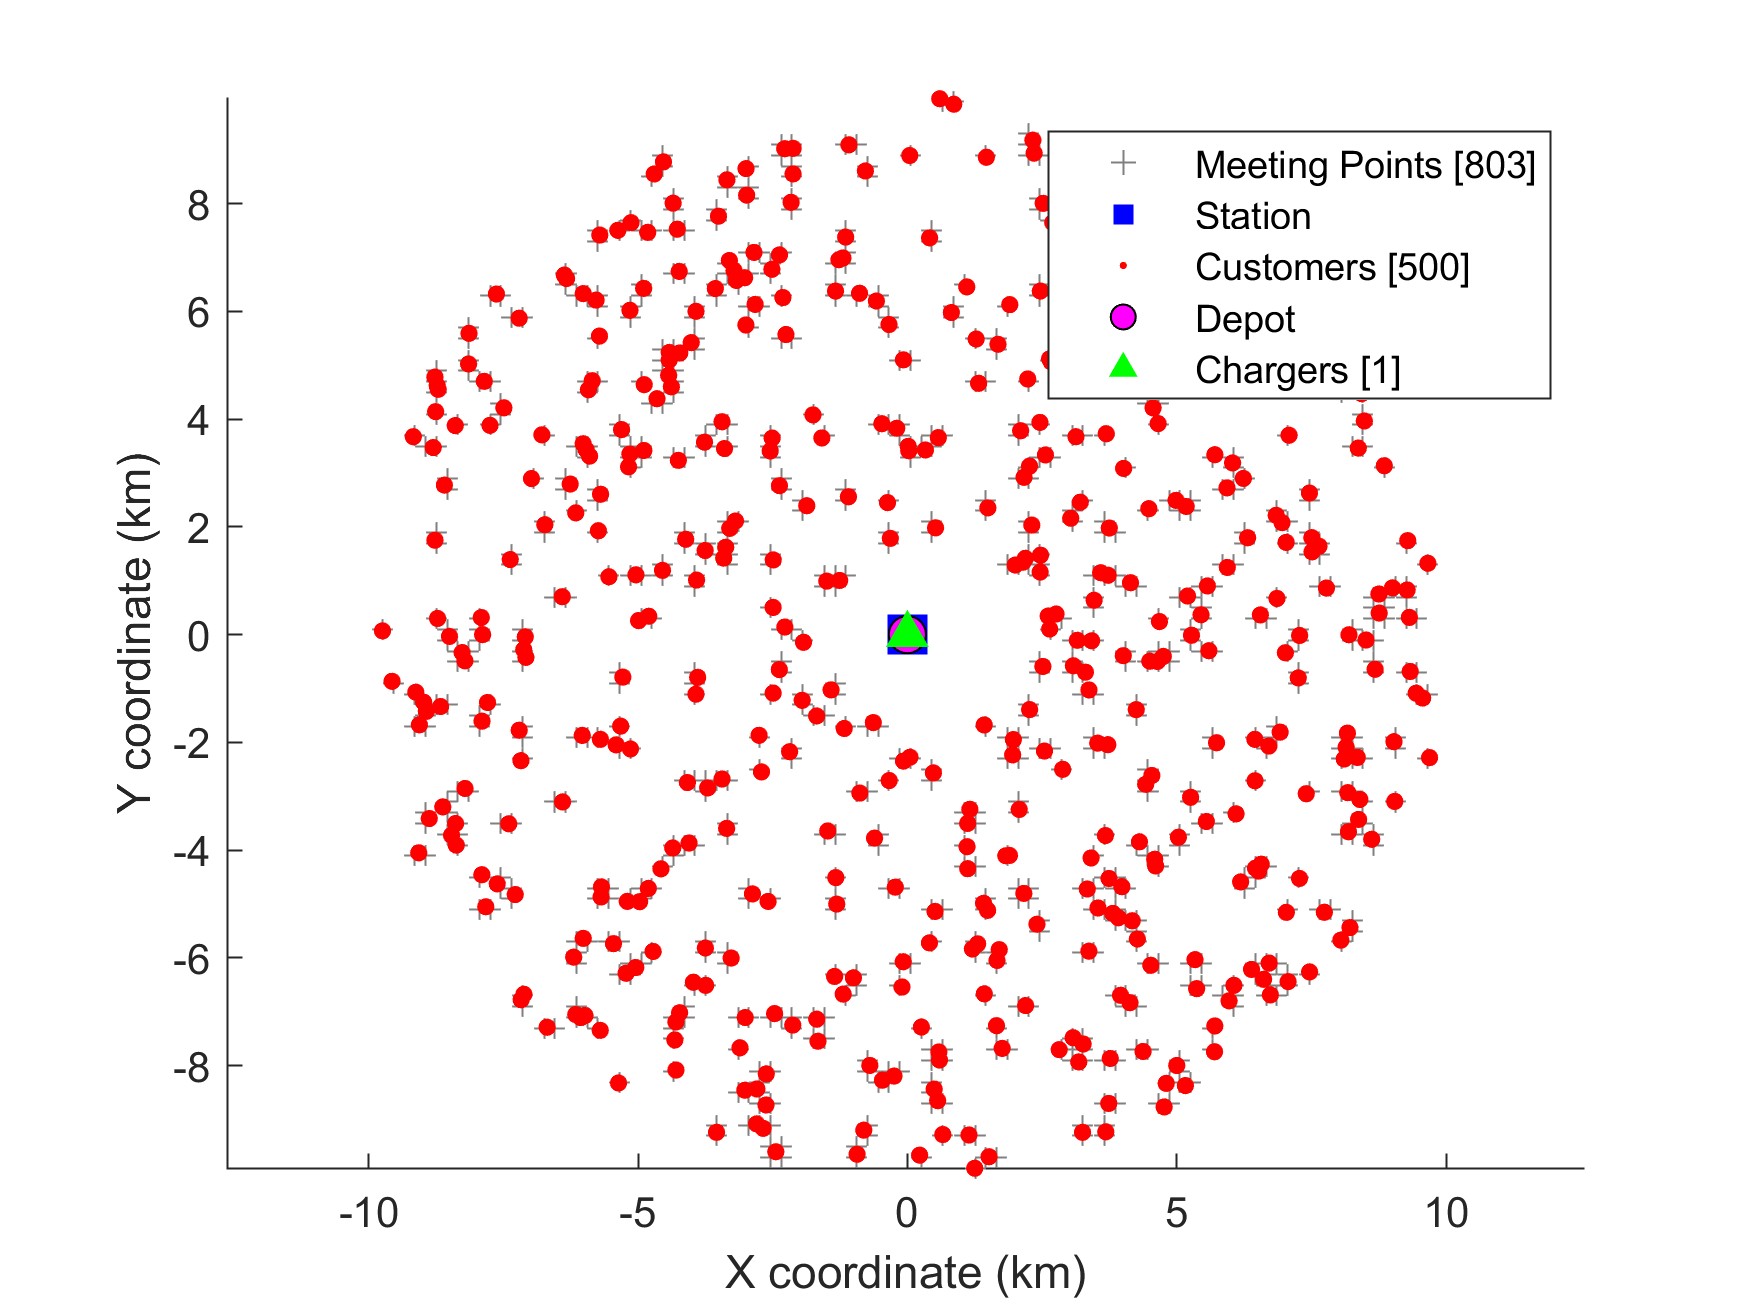 Meeting Points [803]
Station
Customers [500]
Depot
Chargers [1]
8
6
4
2
0
-2
-4
-6
-8
Y coordinate (km)
-10 -5 0 5 10
X coordinate (km)